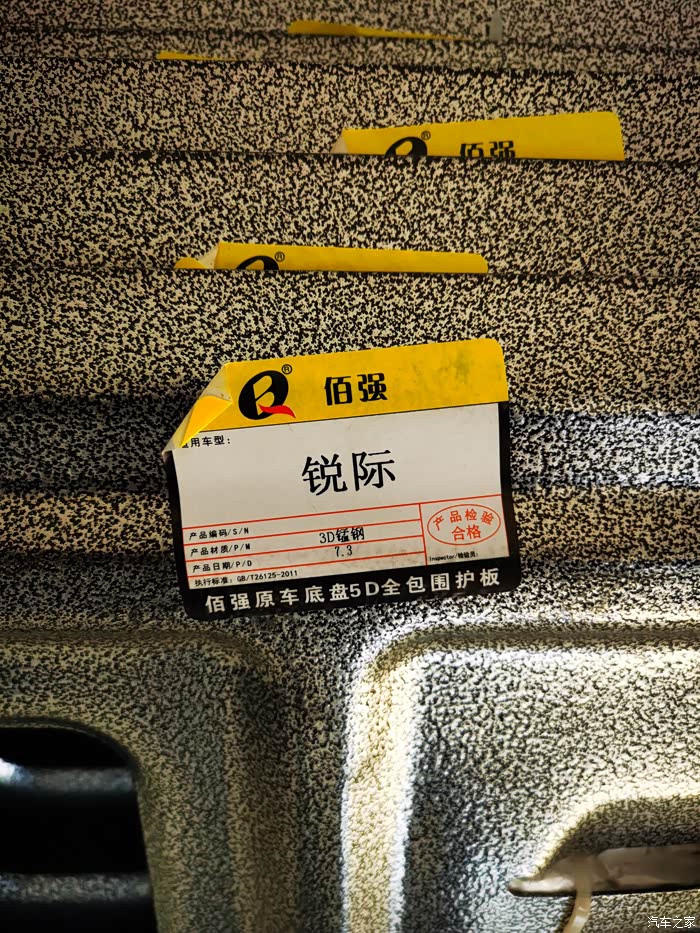 ® 佰强
® 佰强
用车型:
锐际
产品编码/S/N
3D锰钢
产品材质/P/M
7.3
产品日期/P/D
执行标准: GB/T26125-2011
产品检验
合格
Inspector/检验员:
佰强原车底盘5D全包围护板
汽车之家